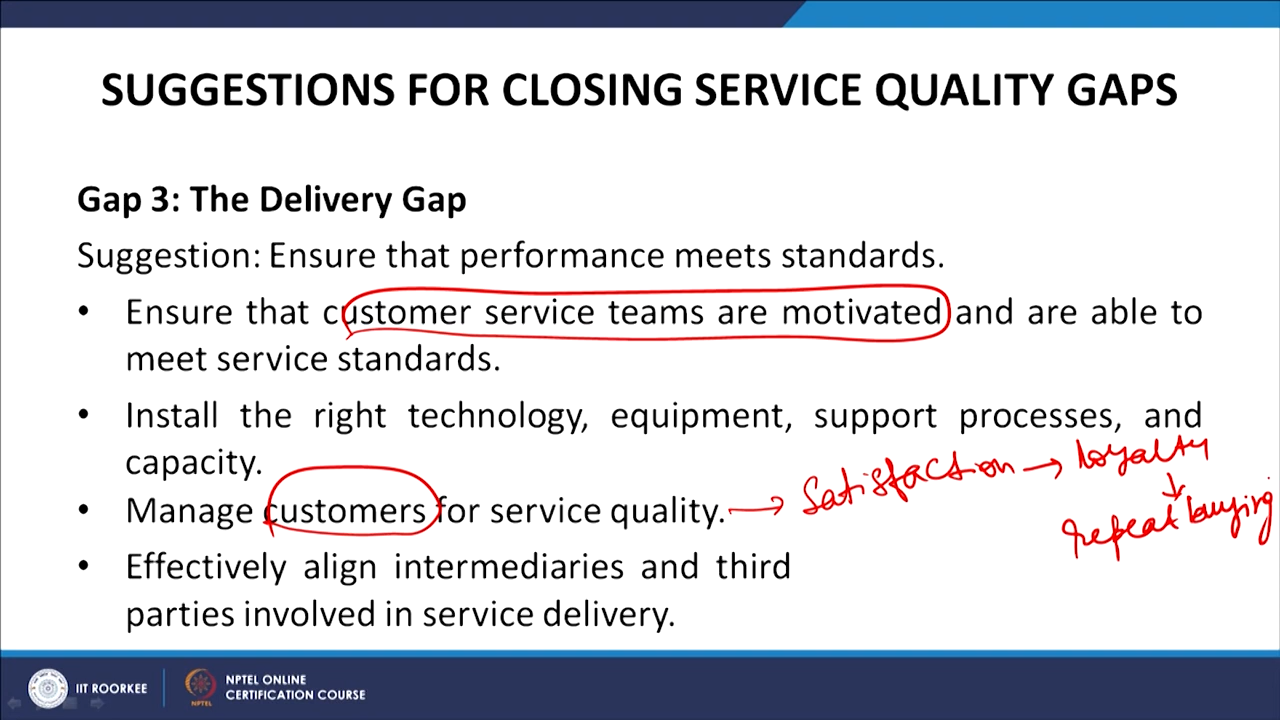 SUGGESTIONS FOR CLOSING SERVICE QUALITY GAPS
Gap 3: The Delivery Gap
Suggestion: Ensure that performance meets standards.
• Ensure that customer service teams are motivated and are able to
meet service standards.
• Install the right technology, equipment, support processes, and
capacity.
• Manage customers for service quality. → Satisfaction → Loyalty
↓
repeat buying
• Effectively align intermediaries and third
parties involved in service delivery.
IIT ROORKEE
NPTEL
NPTEL ONLINE
CERTIFICATION COURSE